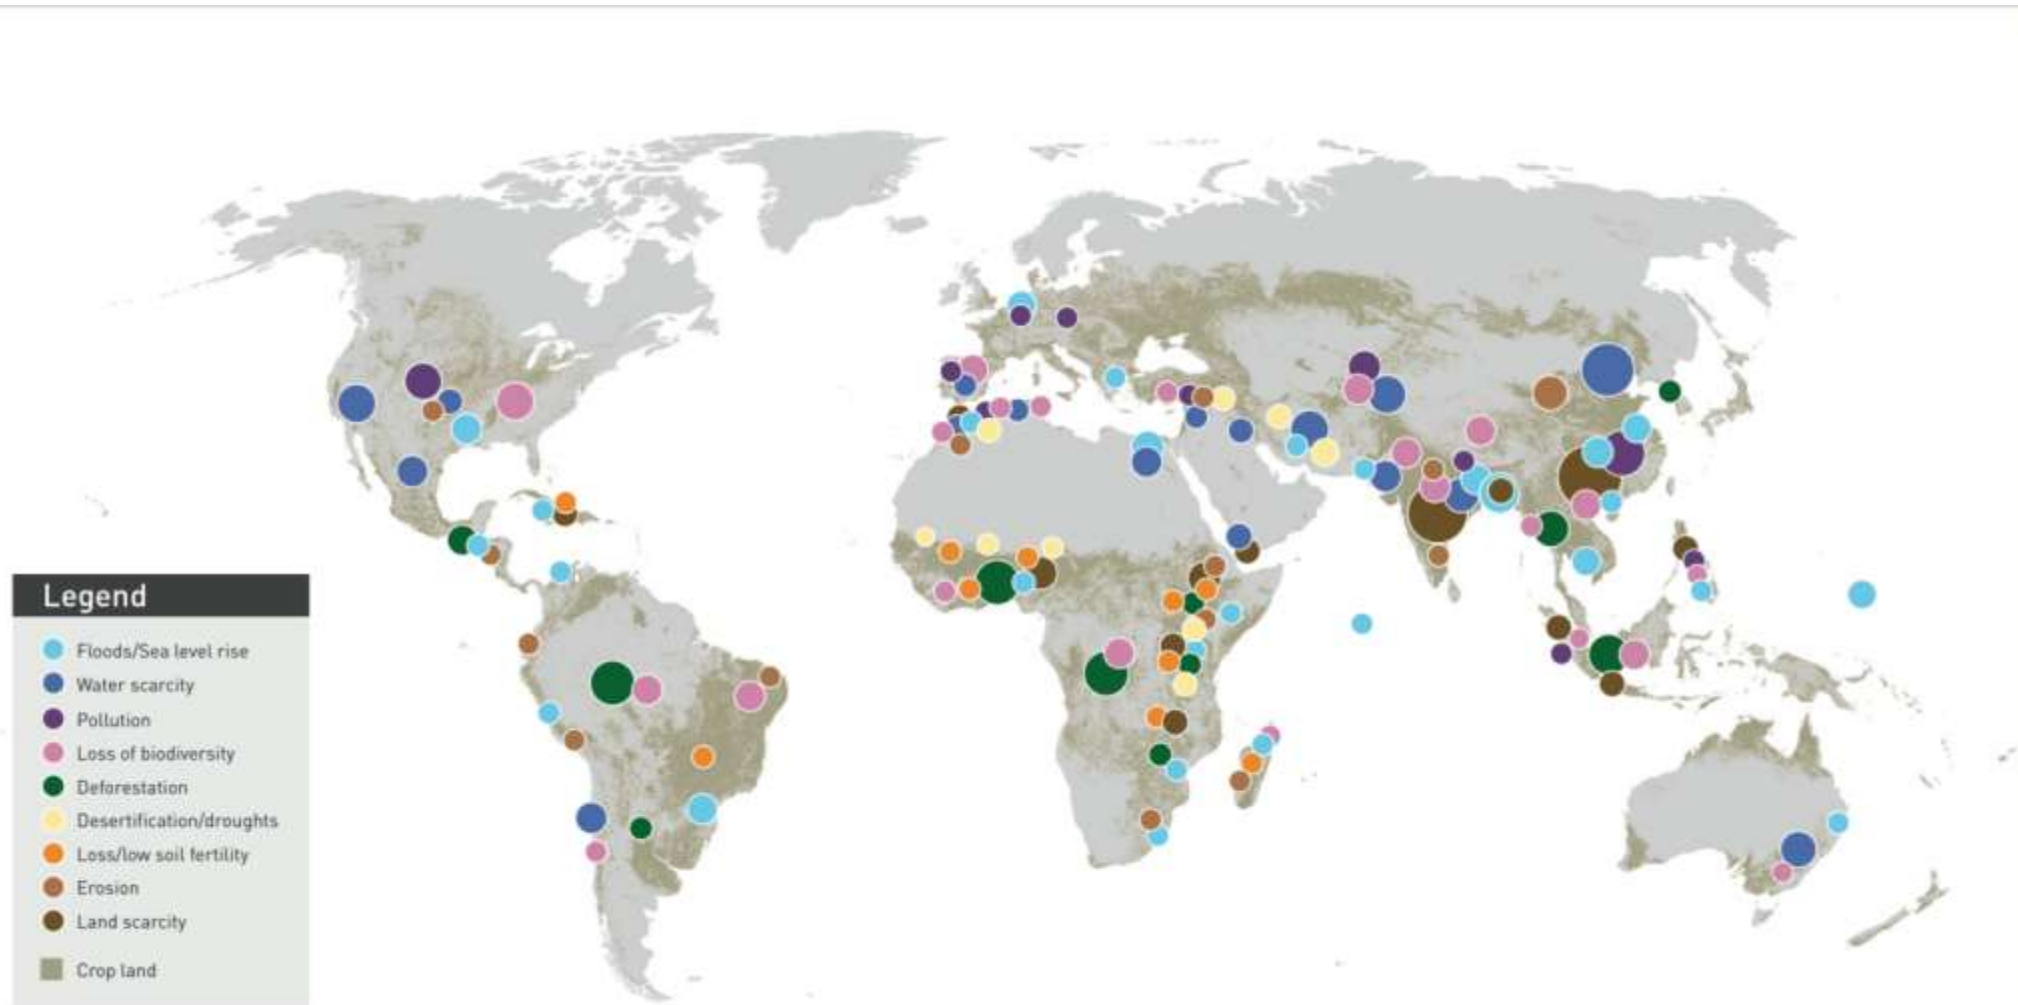 Legend
Floods/Sea level rise
Water scarcity
Pollution
Loss of biodiversity
Deforestation
Desertification/droughts
Loss/low soil fertility
Erosion
Land scarcity
Crop land